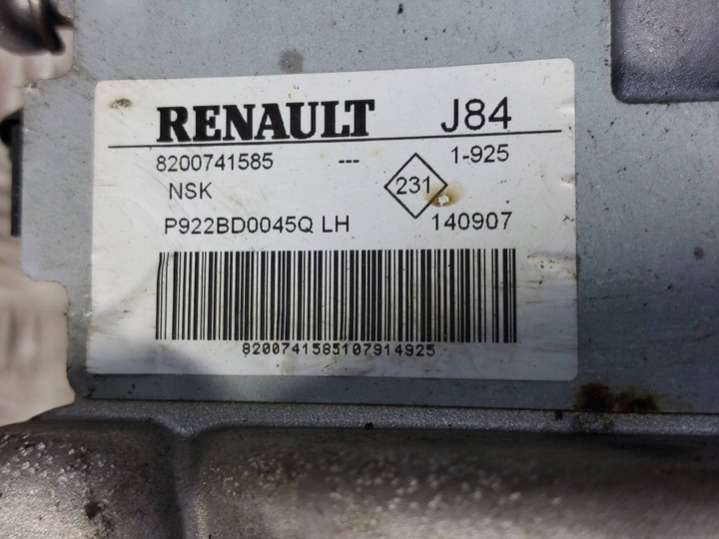 RENAULT J84
8200741585 --- 1-925
NSK 231
P922BD0045Q LH 140907
8200741585107914925